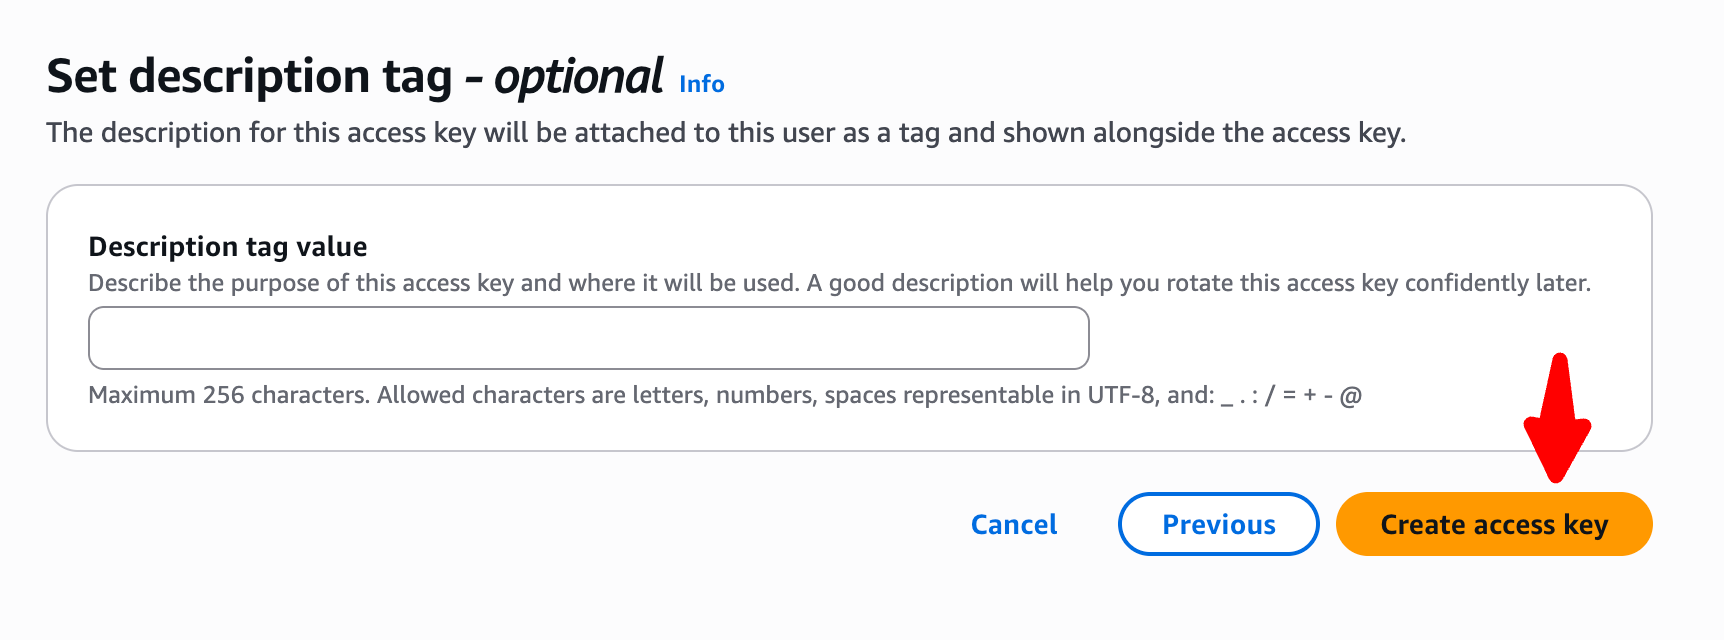 Set description tag - optional Info
The description for this access key will be attached to this user as a tag and shown alongside the access key.
Description tag value
Describe the purpose of this access key and where it will be used. A good description will help you rotate this access key confidently later.
Maximum 256 characters. Allowed characters are letters, numbers, spaces representable in UTF-8, and: _ . : / = + - @
Cancel Previous Create access key